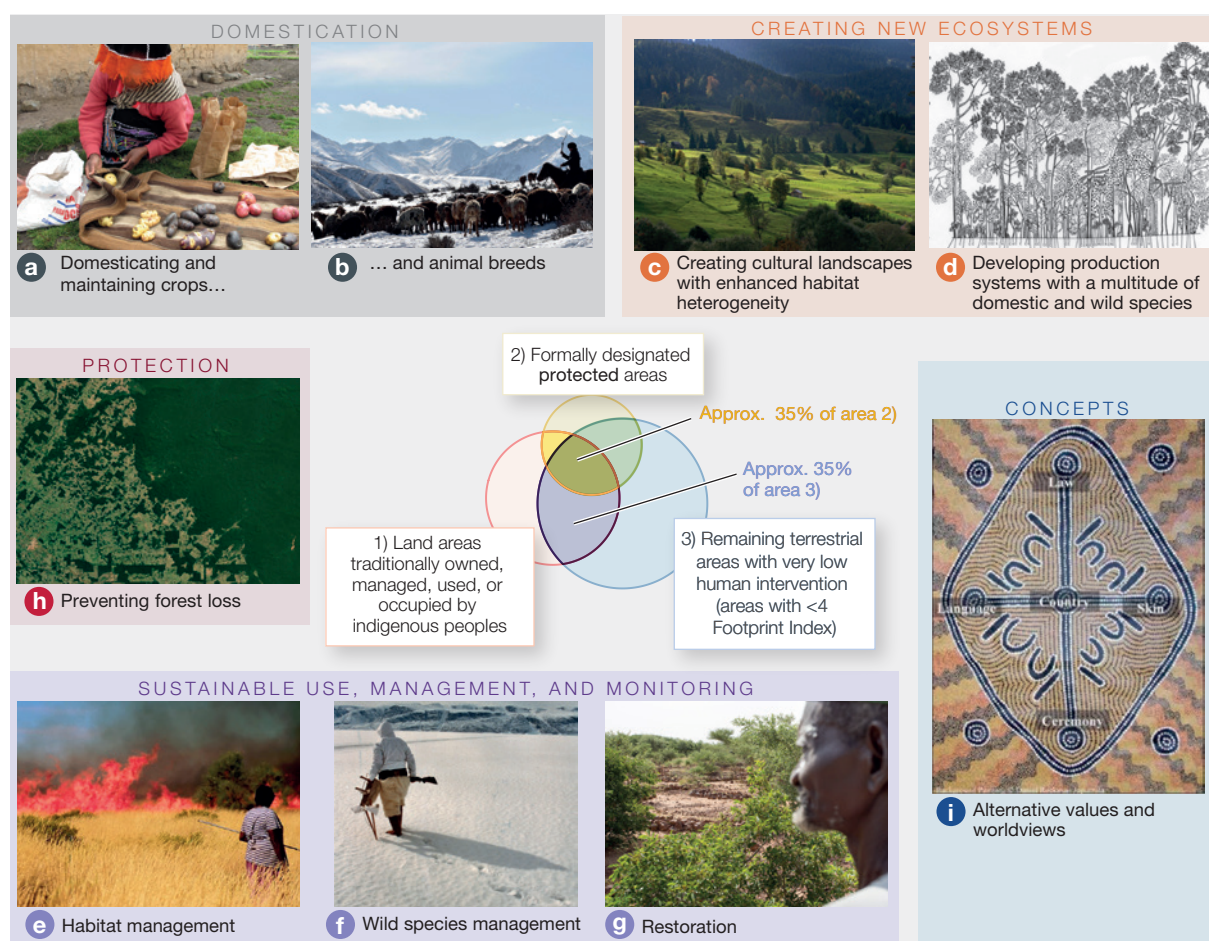 DOMESTICATION
a Domesticating and
maintaining crops…
b … and animal breeds
CREATING NEW ECOSYSTEMS
c Creating cultural landscapes
with enhanced habitat
heterogeneity
d Developing production
systems with a multitude of
domestic and wild species
PROTECTION
h Preventing forest loss
2) Formally designated
protected areas
Approx. 35% of area 2)
Approx. 35%
of area 3)
1) Land areas
traditionally owned,
managed, used, or
occupied by
indigenous peoples
3) Remaining terrestrial
areas with very low
human intervention
(areas with <4
Footprint Index)
CONCEPTS
Law
Language
Country
Skin
Ceremony
i Alternative values and
worldviews
SUSTAINABLE USE, MANAGEMENT, AND MONITORING
e Habitat management
f Wild species management
g Restoration